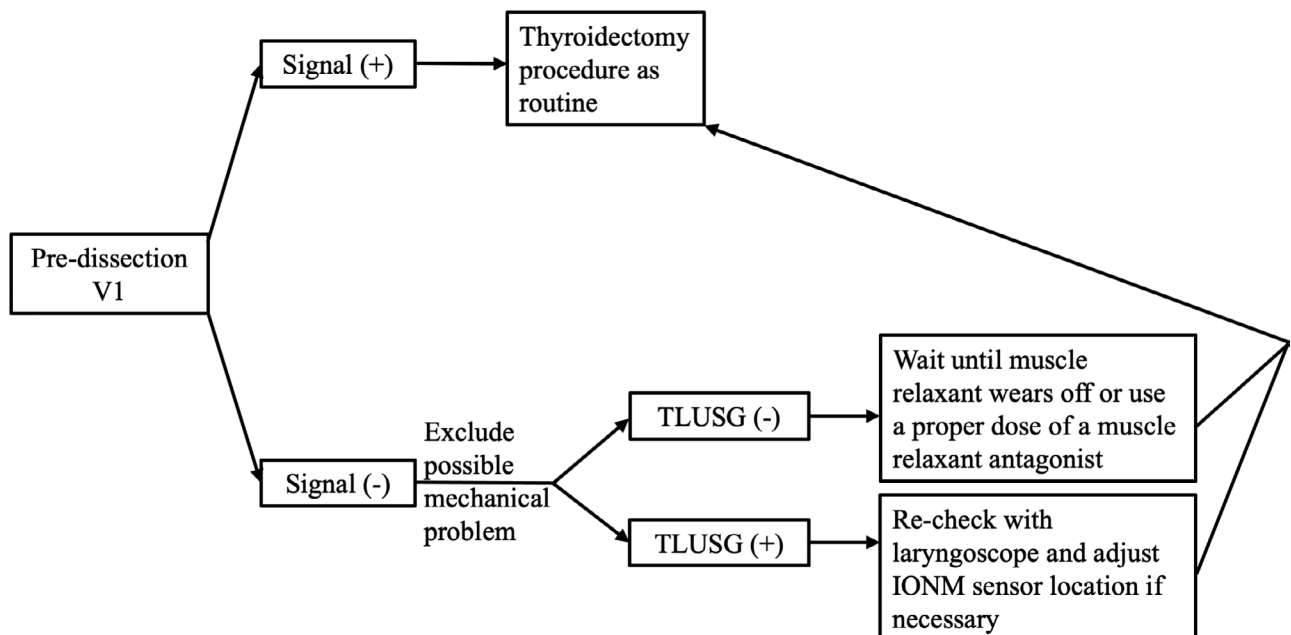 Signal (+)
Thyroidectomy
procedure as
routine
Pre-dissection
V1
Signal (-)
Exclude
possible
mechanical
problem
TLUSG (-)
Wait until muscle
relaxant wears off or use
a proper dose of a muscle
relaxant antagonist
TLUSG (+)
Re-check with
laryngoscope and adjust
IONM sensor location if
necessary